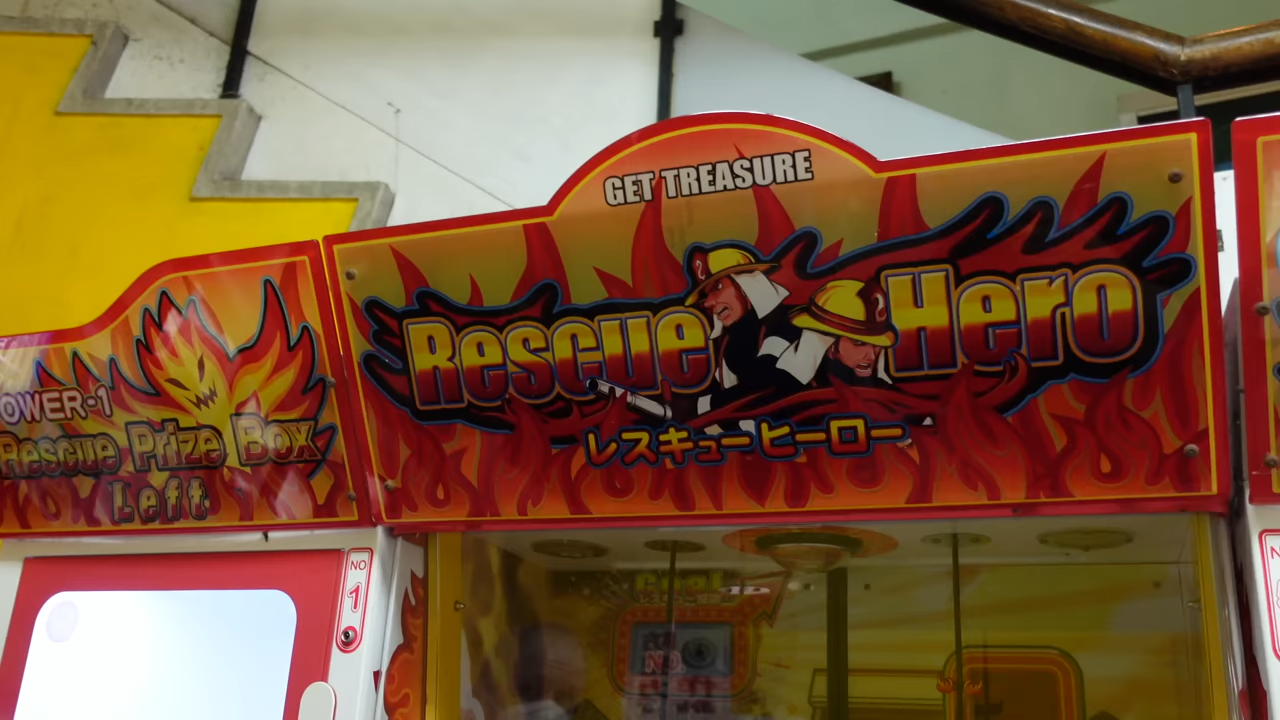 GET TREASURE
Rescue Hero
レスキューヒーロー
OWER-1
Rescue Prize Box
Left
NO
1
NO.